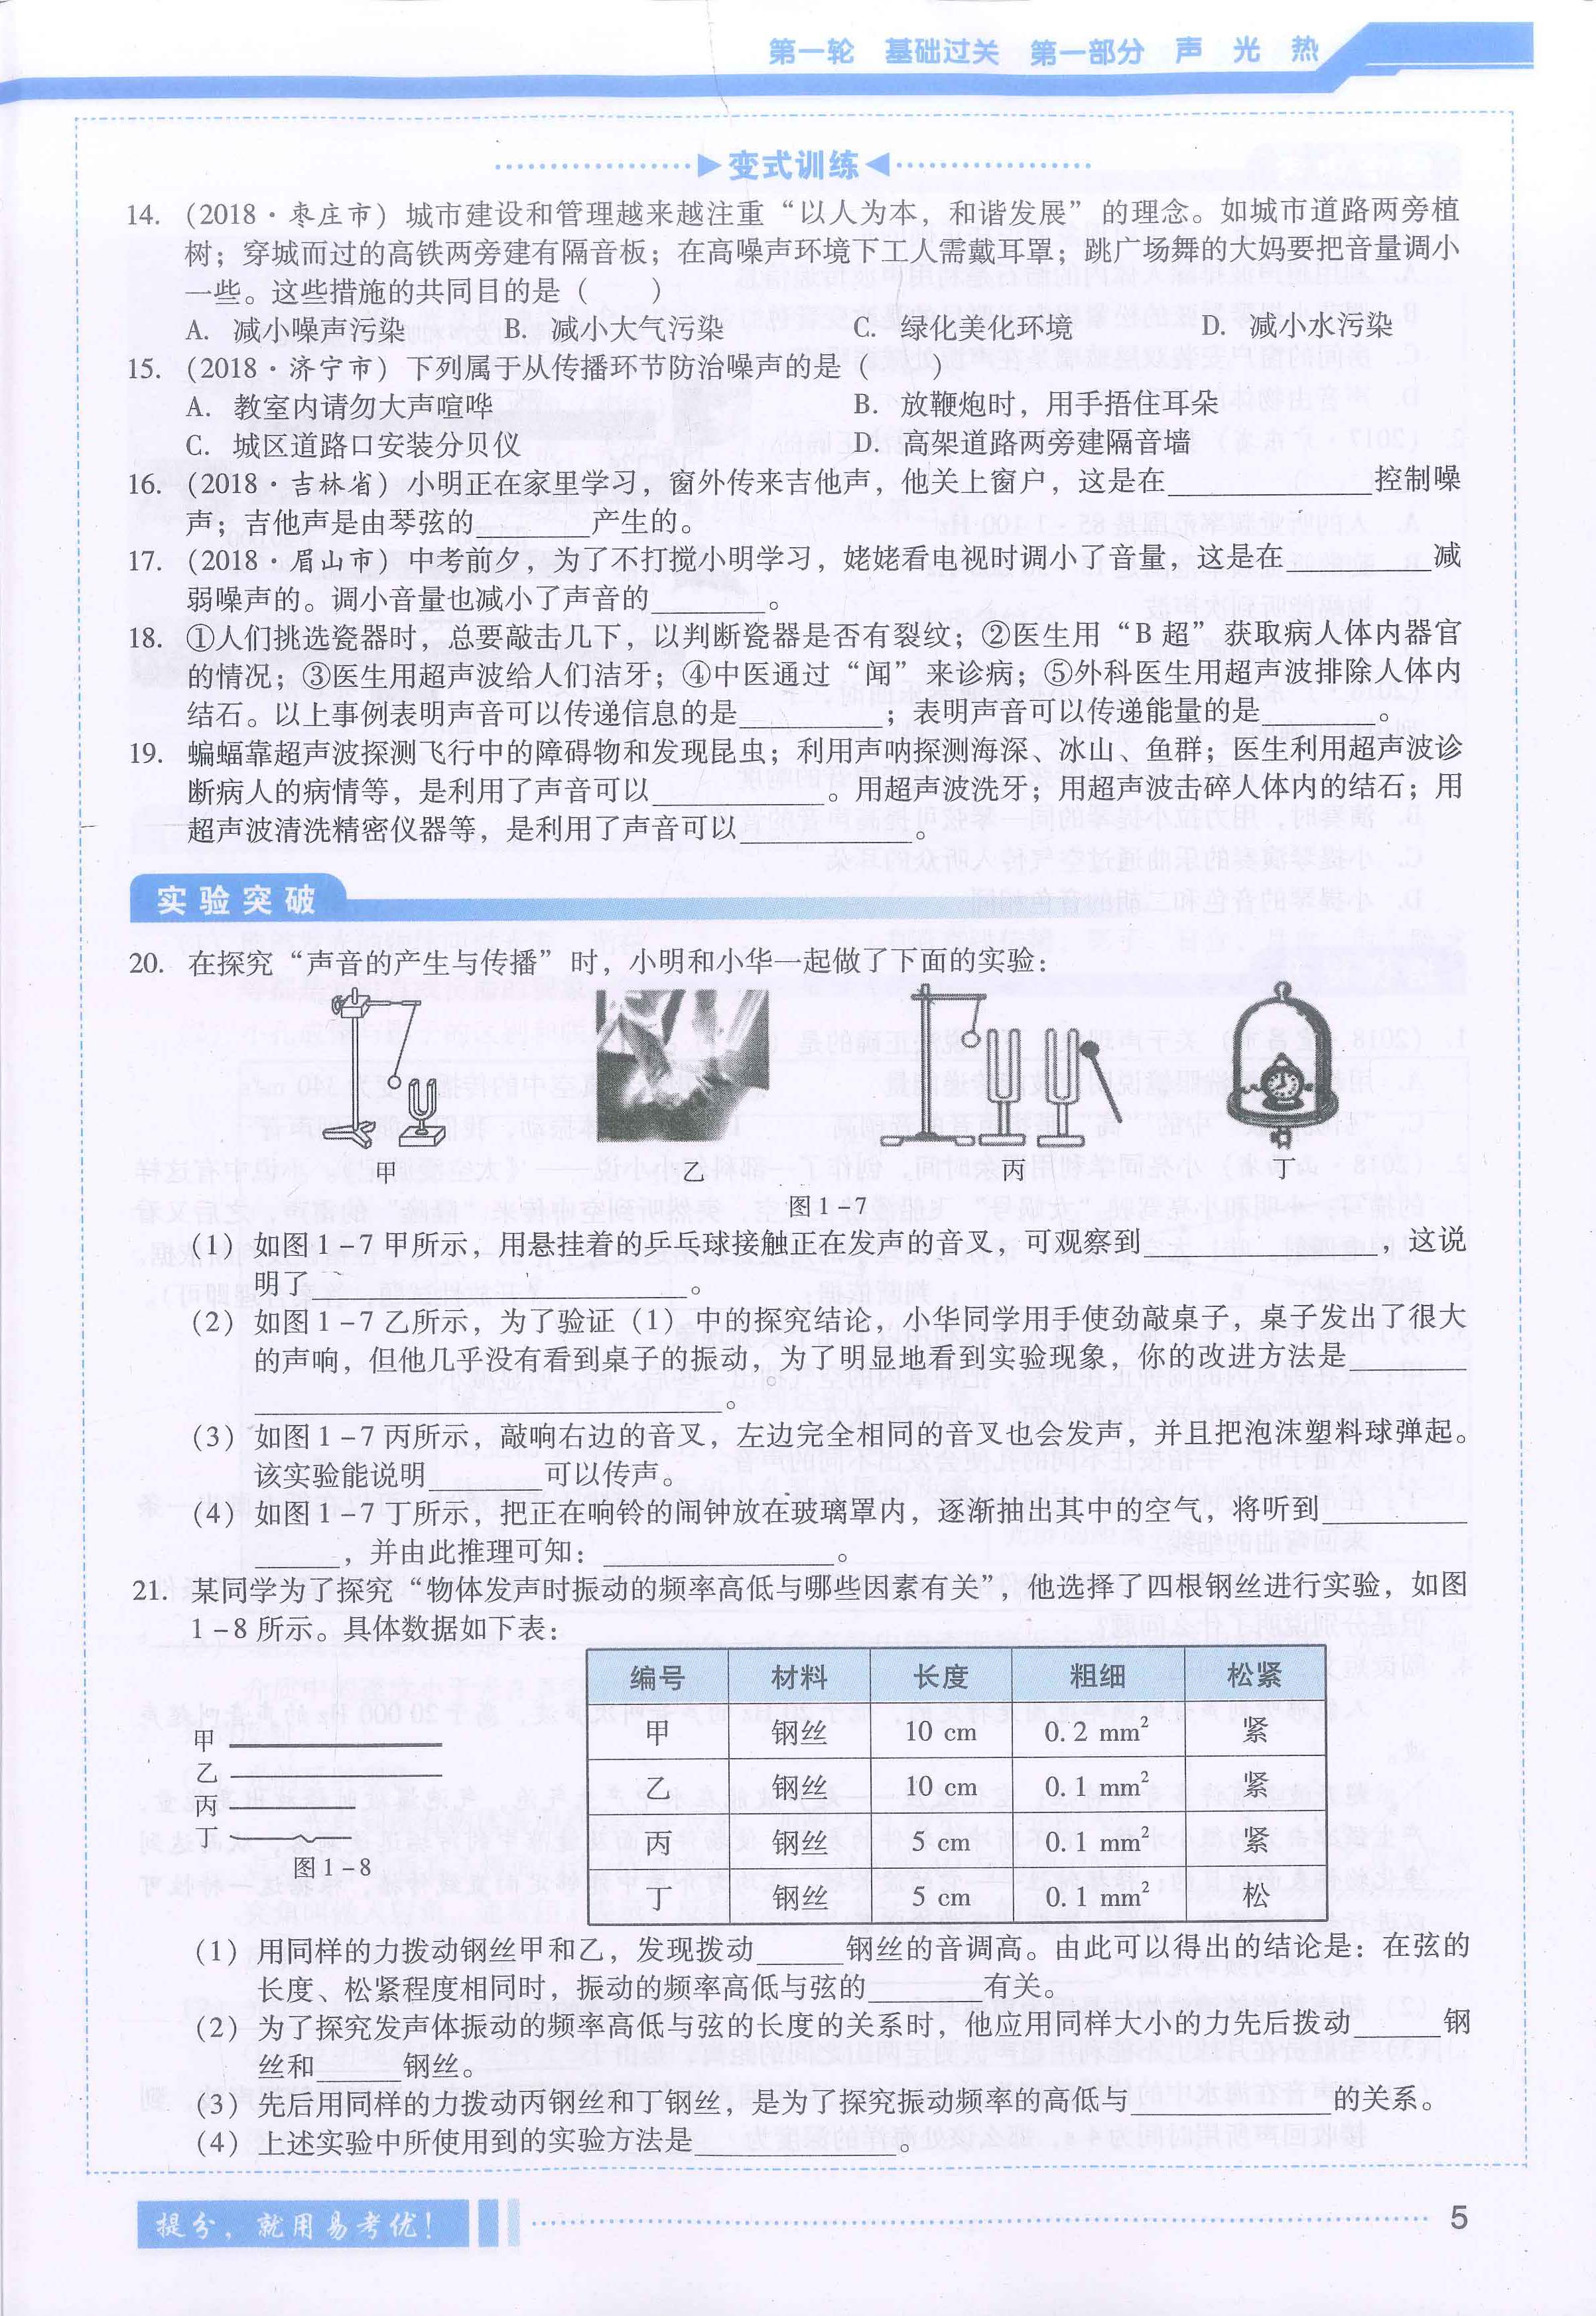 第一轮 基础过关 第一部分 声 光 热
变式训练
14. (2018·枣庄市) 城市建设和管理越来越注重“以人为本，和谐发展”的理念。如城市道路两旁植
树；穿城而过的高铁两旁建有隔音板；在高噪声环境下工人需戴耳罩；跳广场舞的大妈要把音量调小
一些。这些措施的共同目的是 (    )
A. 减小噪声污染 B. 减小大气污染 C. 绿化美化环境 D. 减小水污染
15. (2018·济宁市) 下列属于从传播环节防治噪声的是 (    )
A. 教室内请勿大声喧哗 B. 放鞭炮时，用手捂住耳朵
C. 城区道路口安装分贝仪 D. 高架道路两旁建隔音墙
16. (2018·吉林省) 小明正在家里学习，窗外传来吉他声，他关上窗户，这是在______控制噪
声；吉他声是由琴弦的______产生的。
17. (2018·眉山市) 中考前夕，为了不打搅小明学习，姥姥看电视时调小了音量，这是在______减
弱噪声的。调小音量也减小了声音的______。
18. ①人们挑选瓷器时，总要敲击几下，以判断瓷器是否有裂纹；②医生用“B 超”获取病人体内器官
的情况；③医生用超声波给人们洁牙；④中医通过“闻”来诊病；⑤外科医生用超声波排除人体内
结石。以上事例表明声音可以传递信息的是______；表明声音可以传递能量的是______。
19. 蝙蝠靠超声波探测飞行中的障碍物和发现昆虫；利用声呐探测海深、冰山、鱼群；医生利用超声波诊
断病人的病情等，是利用了声音可以______。用超声波洗牙；用超声波击碎人体内的结石；用
超声波清洗精密仪器等，是利用了声音可以______。
实验突破
20. 在探究“声音的产生与传播”时，小明和小华一起做了下面的实验：
甲 乙 丙 丁
图 1-7
(1) 如图 1-7 甲所示，用悬挂着的乒乓球接触正在发声的音叉，可观察到______，这说
明了______。
(2) 如图 1-7 乙所示，为了验证 (1) 中的探究结论，小华同学用手使劲敲桌子，桌子发出了很大
的声响，但他几乎没有看到桌子的振动，为了明显地看到实验现象，你的改进方法是______
______。
(3) 如图 1-7 丙所示，敲响右边的音叉，左边完全相同的音叉也会发声，并且把泡沫塑料球弹起。
该实验能说明______可以传声。
(4) 如图 1-7 丁所示，把正在响铃的闹钟放在玻璃罩内，逐渐抽出其中的空气，将听到______
______，并由此推理可知：______。
21. 某同学为了探究“物体发声时振动的频率高低与哪些因素有关”，他选择了四根钢丝进行实验，如图
1-8 所示。具体数据如下表：
编号 材料 长度 粗细 松紧
甲 钢丝 10 cm 0.2 mm² 紧
乙 钢丝 10 cm 0.1 mm² 紧
丙 钢丝 5 cm 0.1 mm² 紧
丁 钢丝 5 cm 0.1 mm² 松
甲
乙
丙
丁
图 1-8
(1) 用同样的力拨动钢丝甲和乙，发现拨动______钢丝的音调高。由此可以得出的结论是：在弦的
长度、松紧程度相同时，振动的频率高低与弦的______有关。
(2) 为了探究发声体振动的频率高低与弦的长度的关系时，他应用同样大小的力先后拨动______钢
丝和______钢丝。
(3) 先后用同样的力拨动丙钢丝和丁钢丝，是为了探究振动频率的高低与______的关系。
(4) 上述实验中所使用到的实验方法是______。
提分，就用易考优！
5